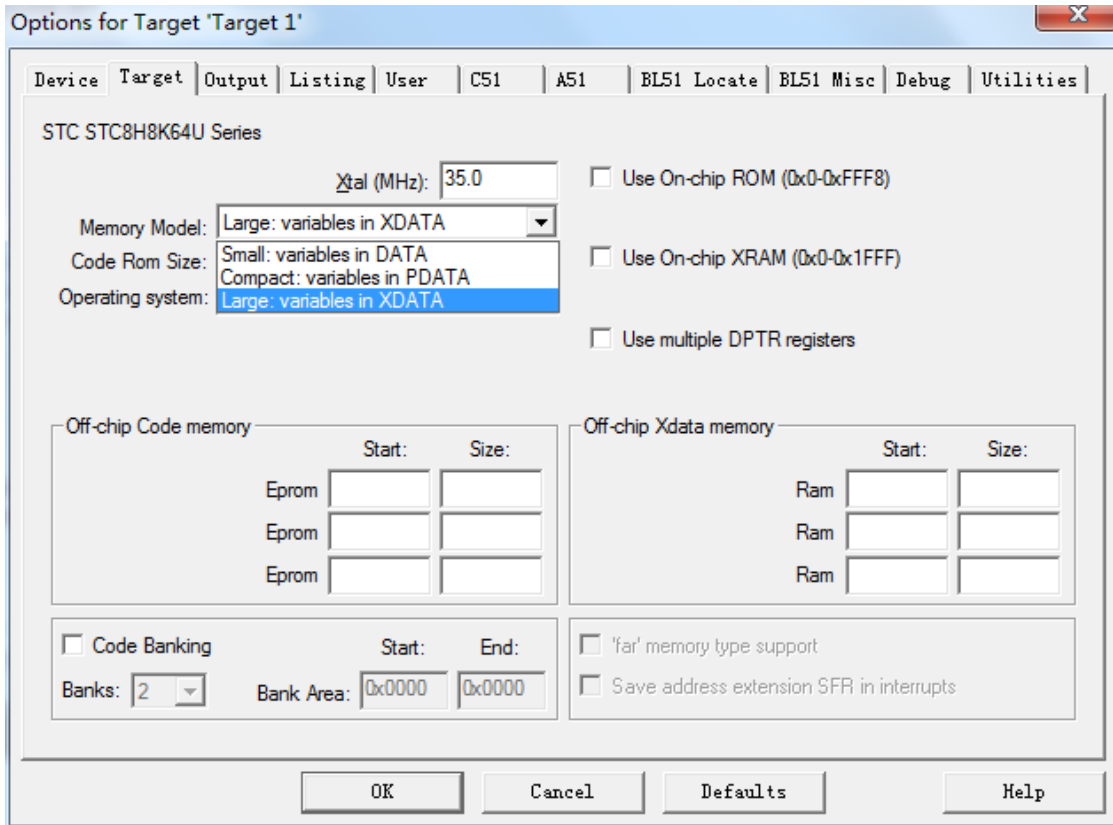 Options for Target 'Target 1'
X
Device Target Output Listing User C51 A51 BL51 Locate BL51 Misc Debug Utilities
STC STC8H8K64U Series
Xtal (MHz): 35.0
Use On-chip ROM (0x0-0xFFF8)
Memory Model: Large: variables in XDATA
Small: variables in DATA
Code Rom Size:
Use On-chip XRAM (0x0-0x1FFF)
Compact: variables in PDATA
Operating system:
Large: variables in XDATA
Use multiple DPTR registers
Off-chip Code memory
Start: Size:
Eprom
Eprom
Eprom
Off-chip Xdata memory
Start: Size:
Ram
Ram
Ram
Code Banking Start: End:
Banks: 2 Bank Area: 0x0000 0x0000
'far' memory type support
Save address extension SFR in interrupts
OK Cancel Defaults Help